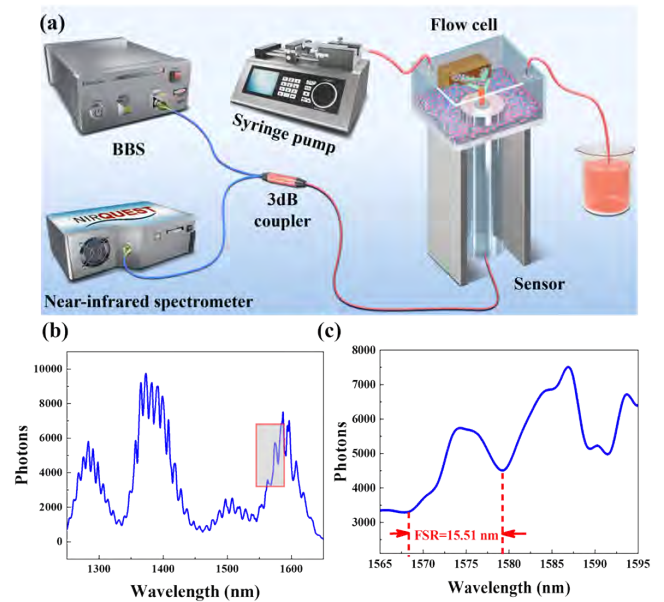 (a)
Flow cell
BBS
Syringe pump
3dB
coupler
NIRQUEST
Near-infrared spectrometer
Sensor
(b)
10000
8000
6000
4000
2000
0
Photons
1300
1400
1500
1600
Wavelength (nm)
(c)
8000
7000
6000
5000
4000
3000
Photons
FSR=15.51 nm
1565
1570
1575
1580
1585
1590
1595
Wavelength (nm)